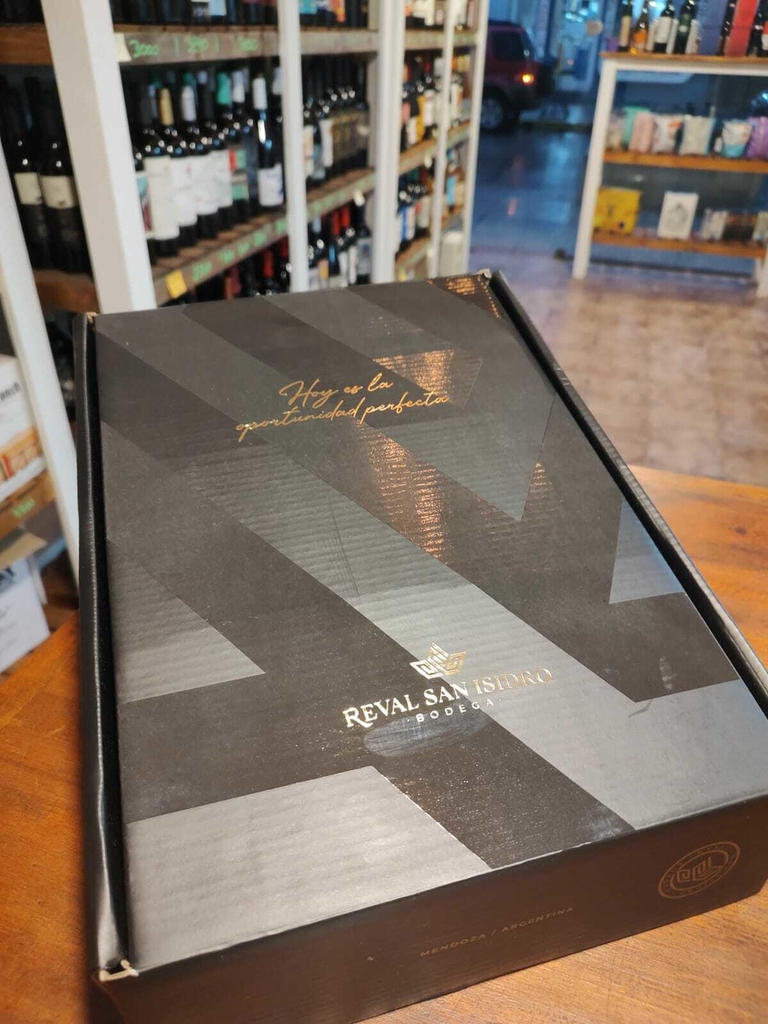 Hoy es la
oportunidad perfecta
REVAL SAN ISIDRO
·BODEGA·
MENDOZA / ARGENTINA